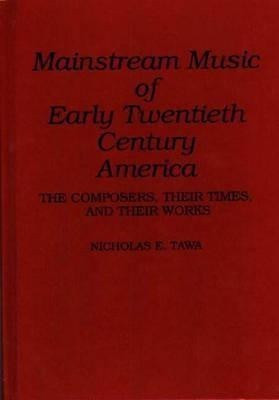 Mainstream Music
of
Early Twentieth
Century
America
THE COMPOSERS, THEIR TIMES,
AND THEIR WORKS
NICHOLAS E. TAWA